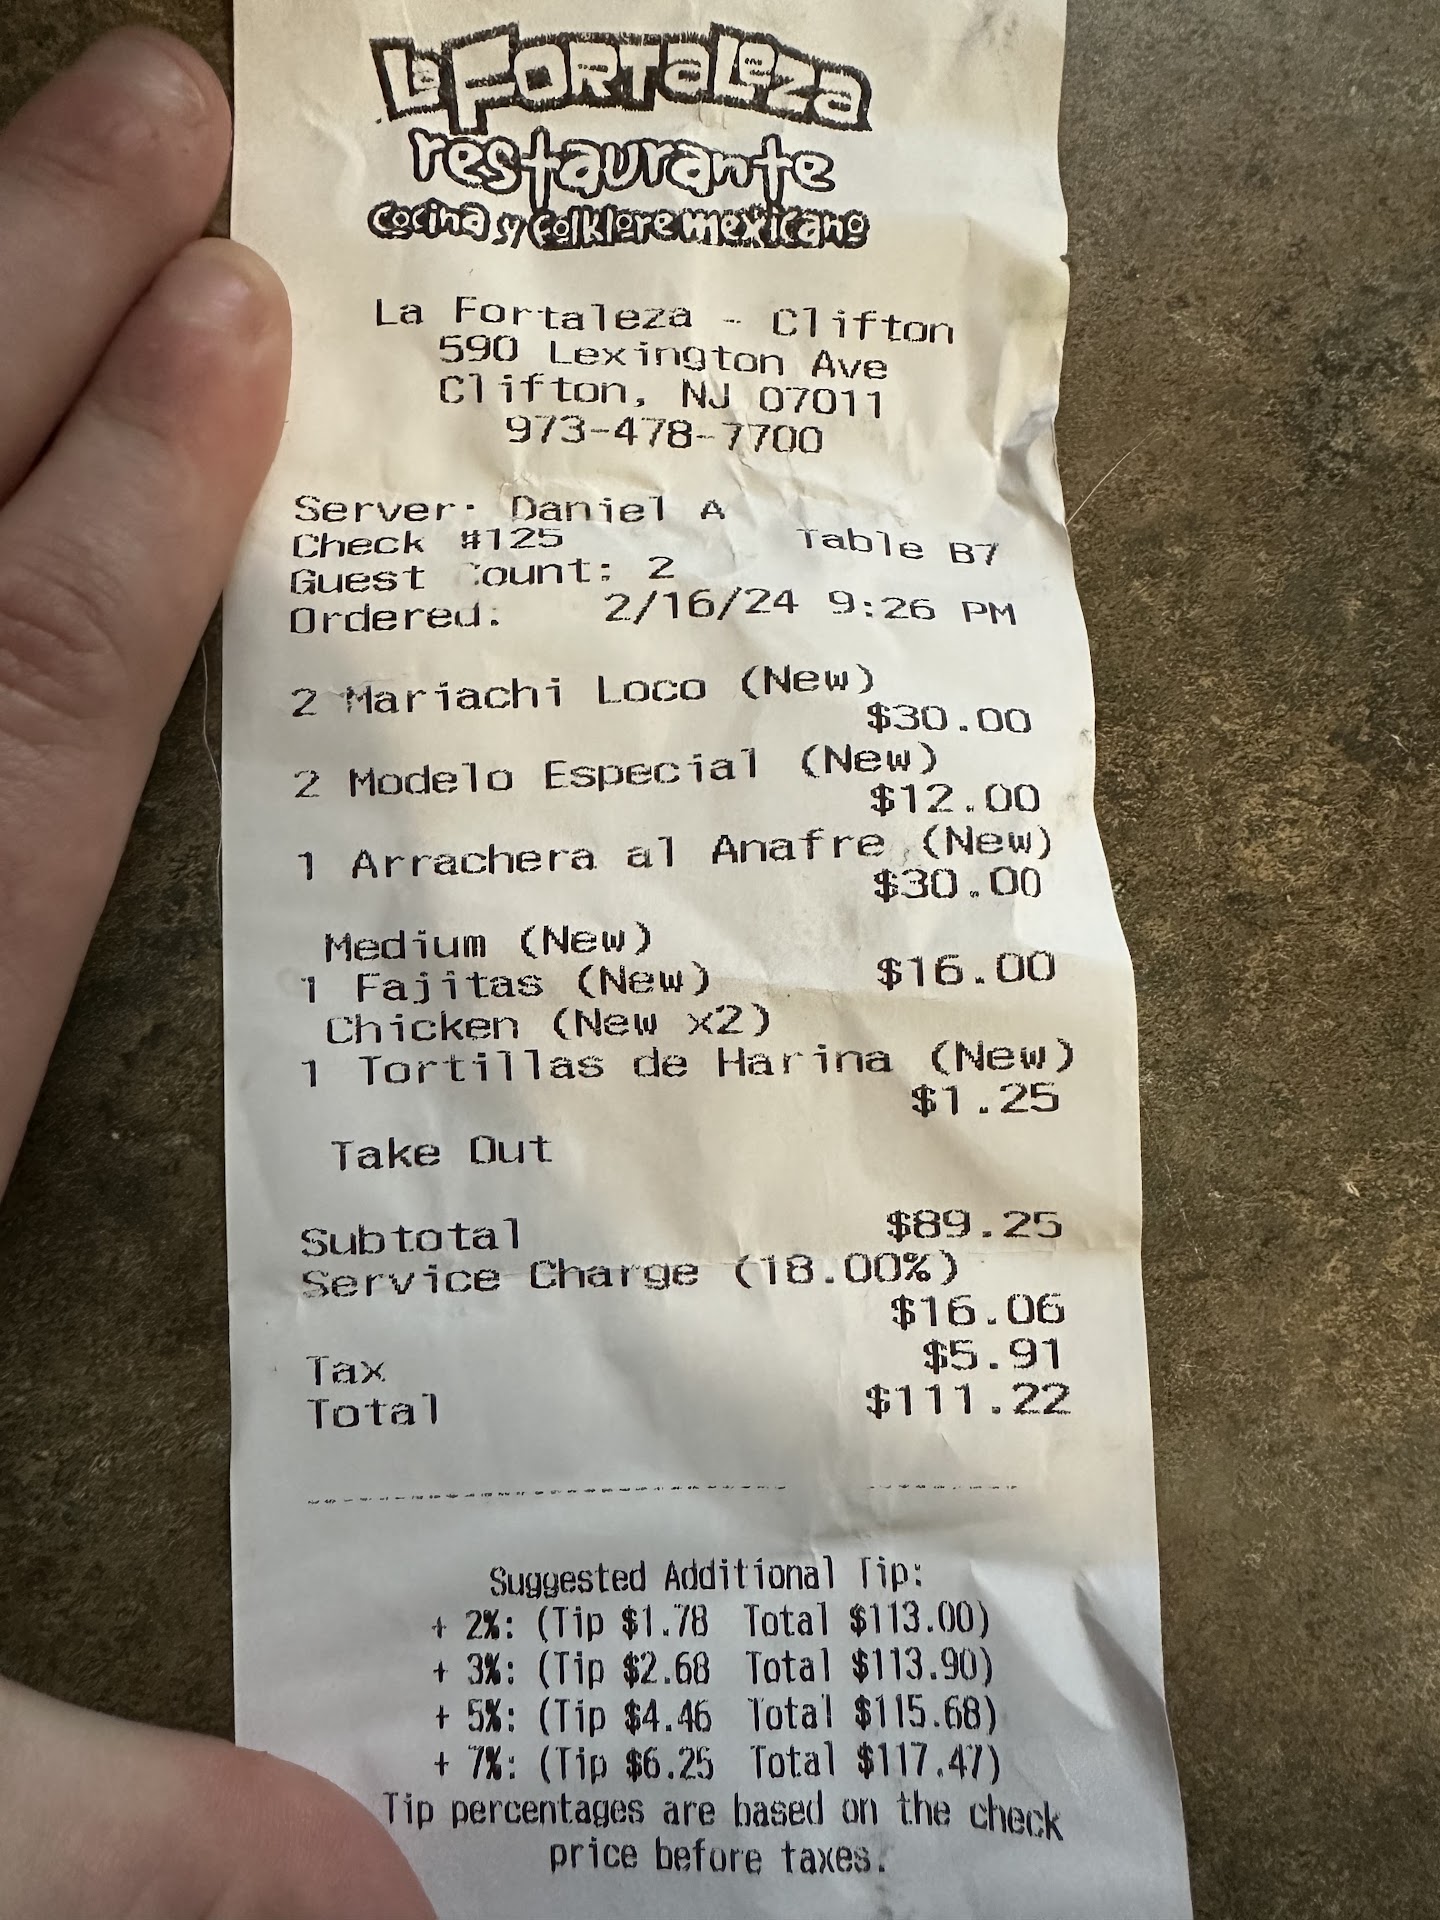 La FORTaLeza
restaurante
cocina y folklore mexicano
La Fortaleza - Clifton
590 Lexington Ave
Clifton, NJ 07011
973-478-7700
Server: Daniel A
Check #125 Table B7
Guest Count: 2
Ordered: 2/16/24 9:26 PM
2 Mariachi Loco (New)
$30.00
2 Modelo Especial (New)
$12.00
1 Arrachera al Anafre (New)
$30.00
Medium (New)
1 Fajitas (New) $16.00
Chicken (New x2)
1 Tortillas de Harina (New)
$1.25
Take Out
Subtotal $89.25
Service Charge (18.00%)
$16.06
Tax $5.91
Total $111.22
Suggested Additional Tip:
+ 2%: (Tip $1.78 Total $113.00)
+ 3%: (Tip $2.68 Total $113.90)
+ 5%: (Tip $4.46 Total $115.68)
+ 7%: (Tip $6.25 Total $117.47)
Tip percentages are based on the check
price before taxes.